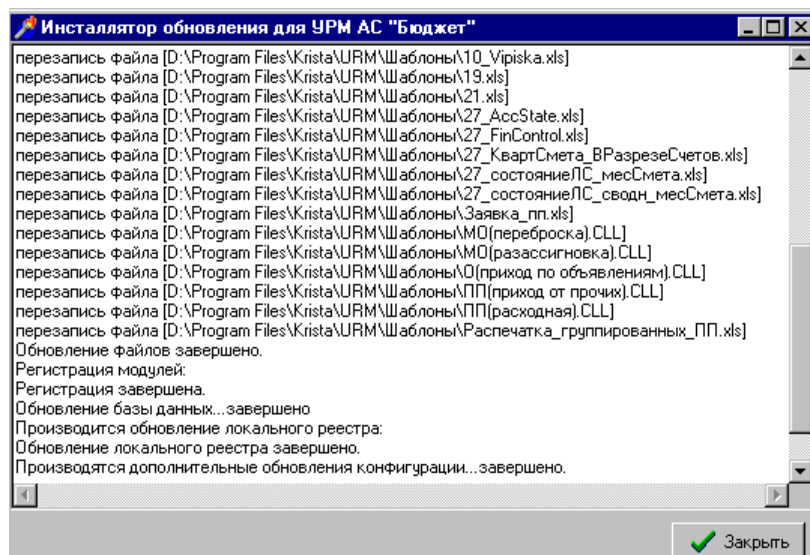 Инсталлятор обновления для УРМ АС "Бюджет"
перезапись файла [D:\Program Files\Krista\URM\Шаблоны\10_Vipiska.xls]
перезапись файла [D:\Program Files\Krista\URM\Шаблоны\19.xls]
перезапись файла [D:\Program Files\Krista\URM\Шаблоны\21.xls]
перезапись файла [D:\Program Files\Krista\URM\Шаблоны\27_AccState.xls]
перезапись файла [D:\Program Files\Krista\URM\Шаблоны\27_FinControl.xls]
перезапись файла [D:\Program Files\Krista\URM\Шаблоны\27_КвартСмета_ВРазрезеСчетов.xls]
перезапись файла [D:\Program Files\Krista\URM\Шаблоны\27_состояниеЛС_месСмета.xls]
перезапись файла [D:\Program Files\Krista\URM\Шаблоны\27_состояниеЛС_сводн_месСмета.xls]
перезапись файла [D:\Program Files\Krista\URM\Шаблоны\Заявка_пп.xls]
перезапись файла [D:\Program Files\Krista\URM\Шаблоны\МО(переброска).CLL]
перезапись файла [D:\Program Files\Krista\URM\Шаблоны\МО(разассигновка).CLL]
перезапись файла [D:\Program Files\Krista\URM\Шаблоны\О(приход по объявлениям).CLL]
перезапись файла [D:\Program Files\Krista\URM\Шаблоны\ПП(приход от прочих).CLL]
перезапись файла [D:\Program Files\Krista\URM\Шаблоны\ПП(расходная).CLL]
перезапись файла [D:\Program Files\Krista\URM\Шаблоны\Распечатка_группированных_ПП.xls]
Обновление файлов завершено.
Регистрация модулей:
Регистрация завершена.
Обновление базы данных...завершено
Производится обновление локального реестра:
Обновление локального реестра завершено.
Производятся дополнительные обновления конфигурации...завершено.
Закрыть